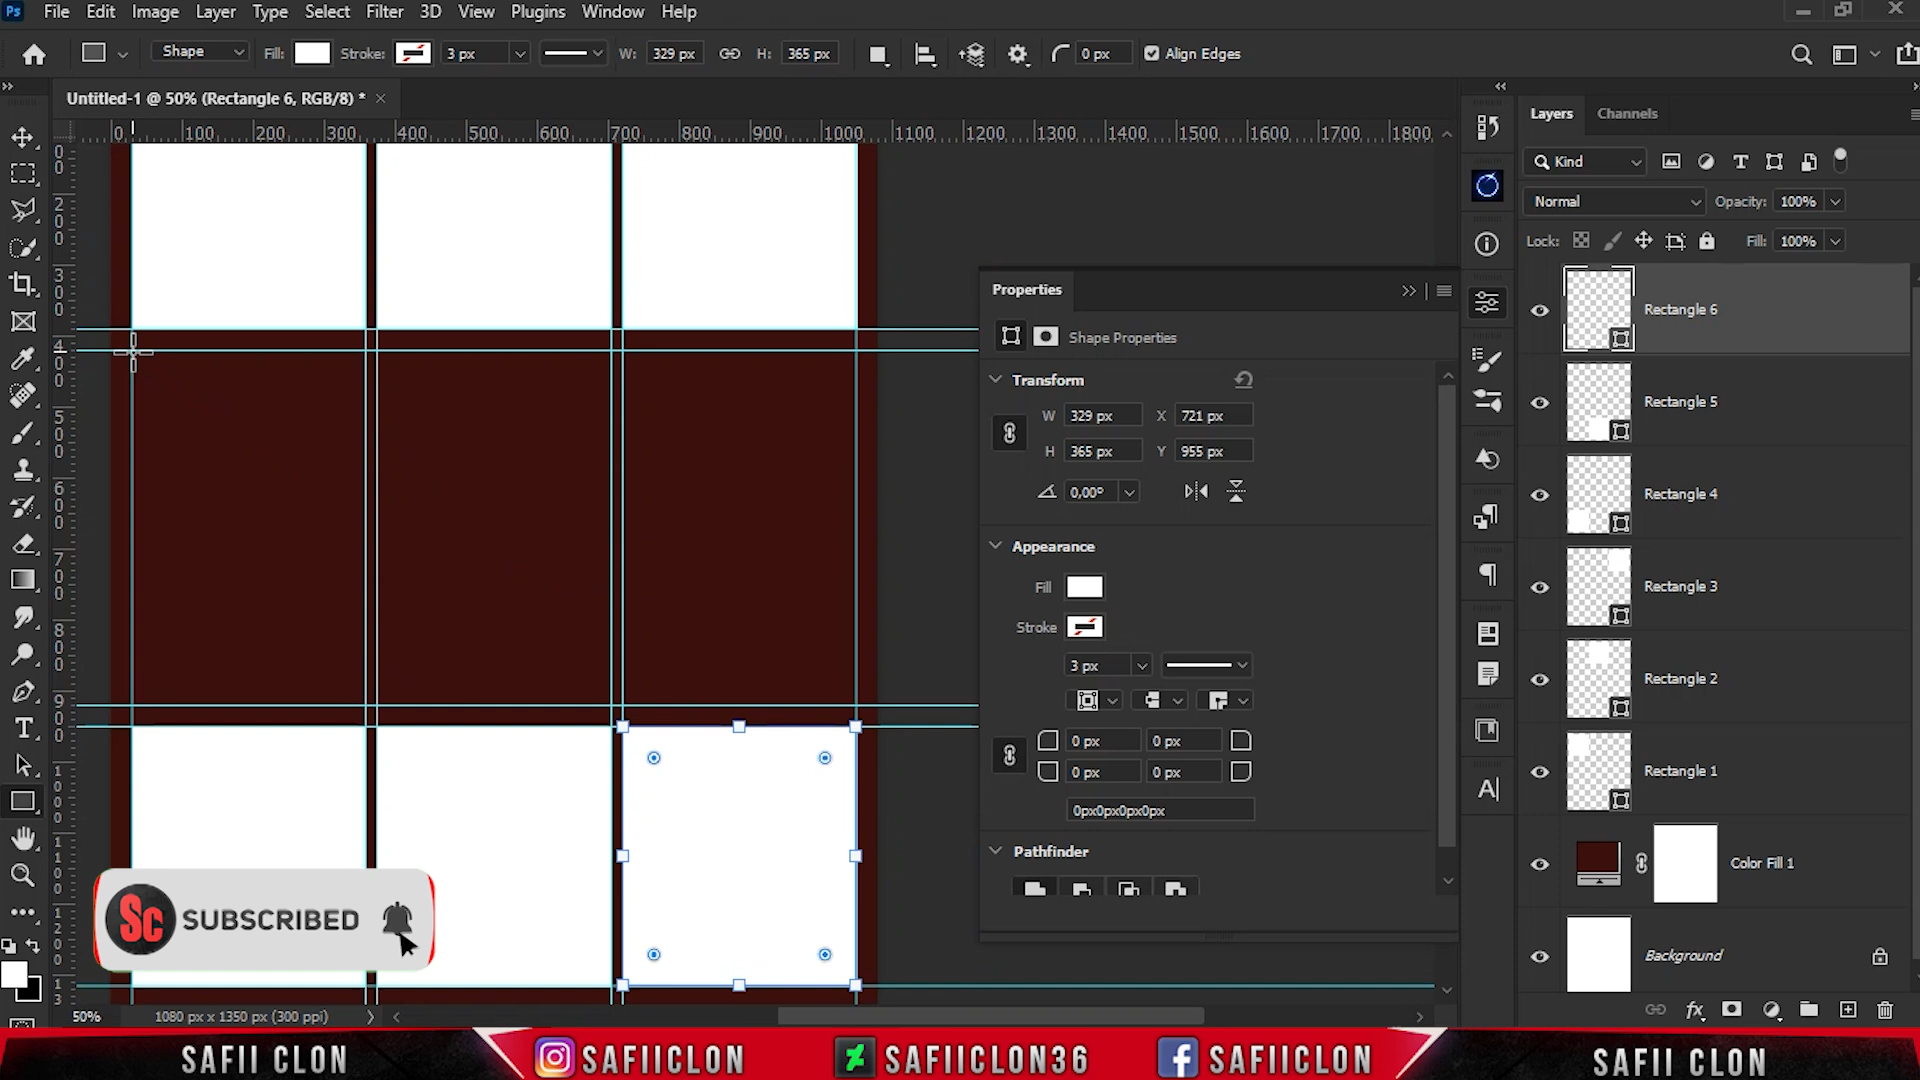 Ps File Edit Image Layer Type Select Filter 3D View Plugins Window Help
Shape Fill: Stroke: 3 px W: 329 px H: 365 px 0 px Align Edges
Untitled-1 @ 50% (Rectangle 6, RGB/8) * ×
0 100 200 300 400 500 600 700 800 900 1000 1100 1200 1300 1400 1500 1600 1700 1800
Layers Channels
Kind
Normal Opacity: 100%
Lock: Fill: 100%
Properties
Shape Properties
Transform
W 329 px X 721 px
H 365 px Y 955 px
0,00°
Appearance
Fill
Stroke
3 px
0 px 0 px
0 px 0 px
0px0px0px0px
Pathfinder
Rectangle 6
Rectangle 5
Rectangle 4
Rectangle 3
Rectangle 2
Rectangle 1
Color Fill 1
Background
Sc SUBSCRIBED
50% 1080 px x 1350 px (300 ppi)
SAFII CLON SAFIICLON SAFIICLON36 SAFIICLON SAFII CLON